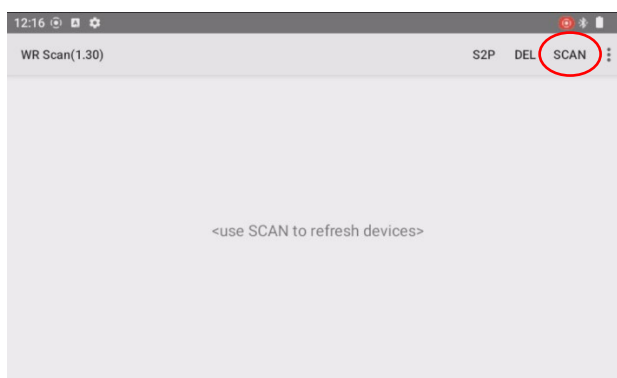 12:16
WR Scan(1.30) S2P DEL SCAN
<use SCAN to refresh devices>